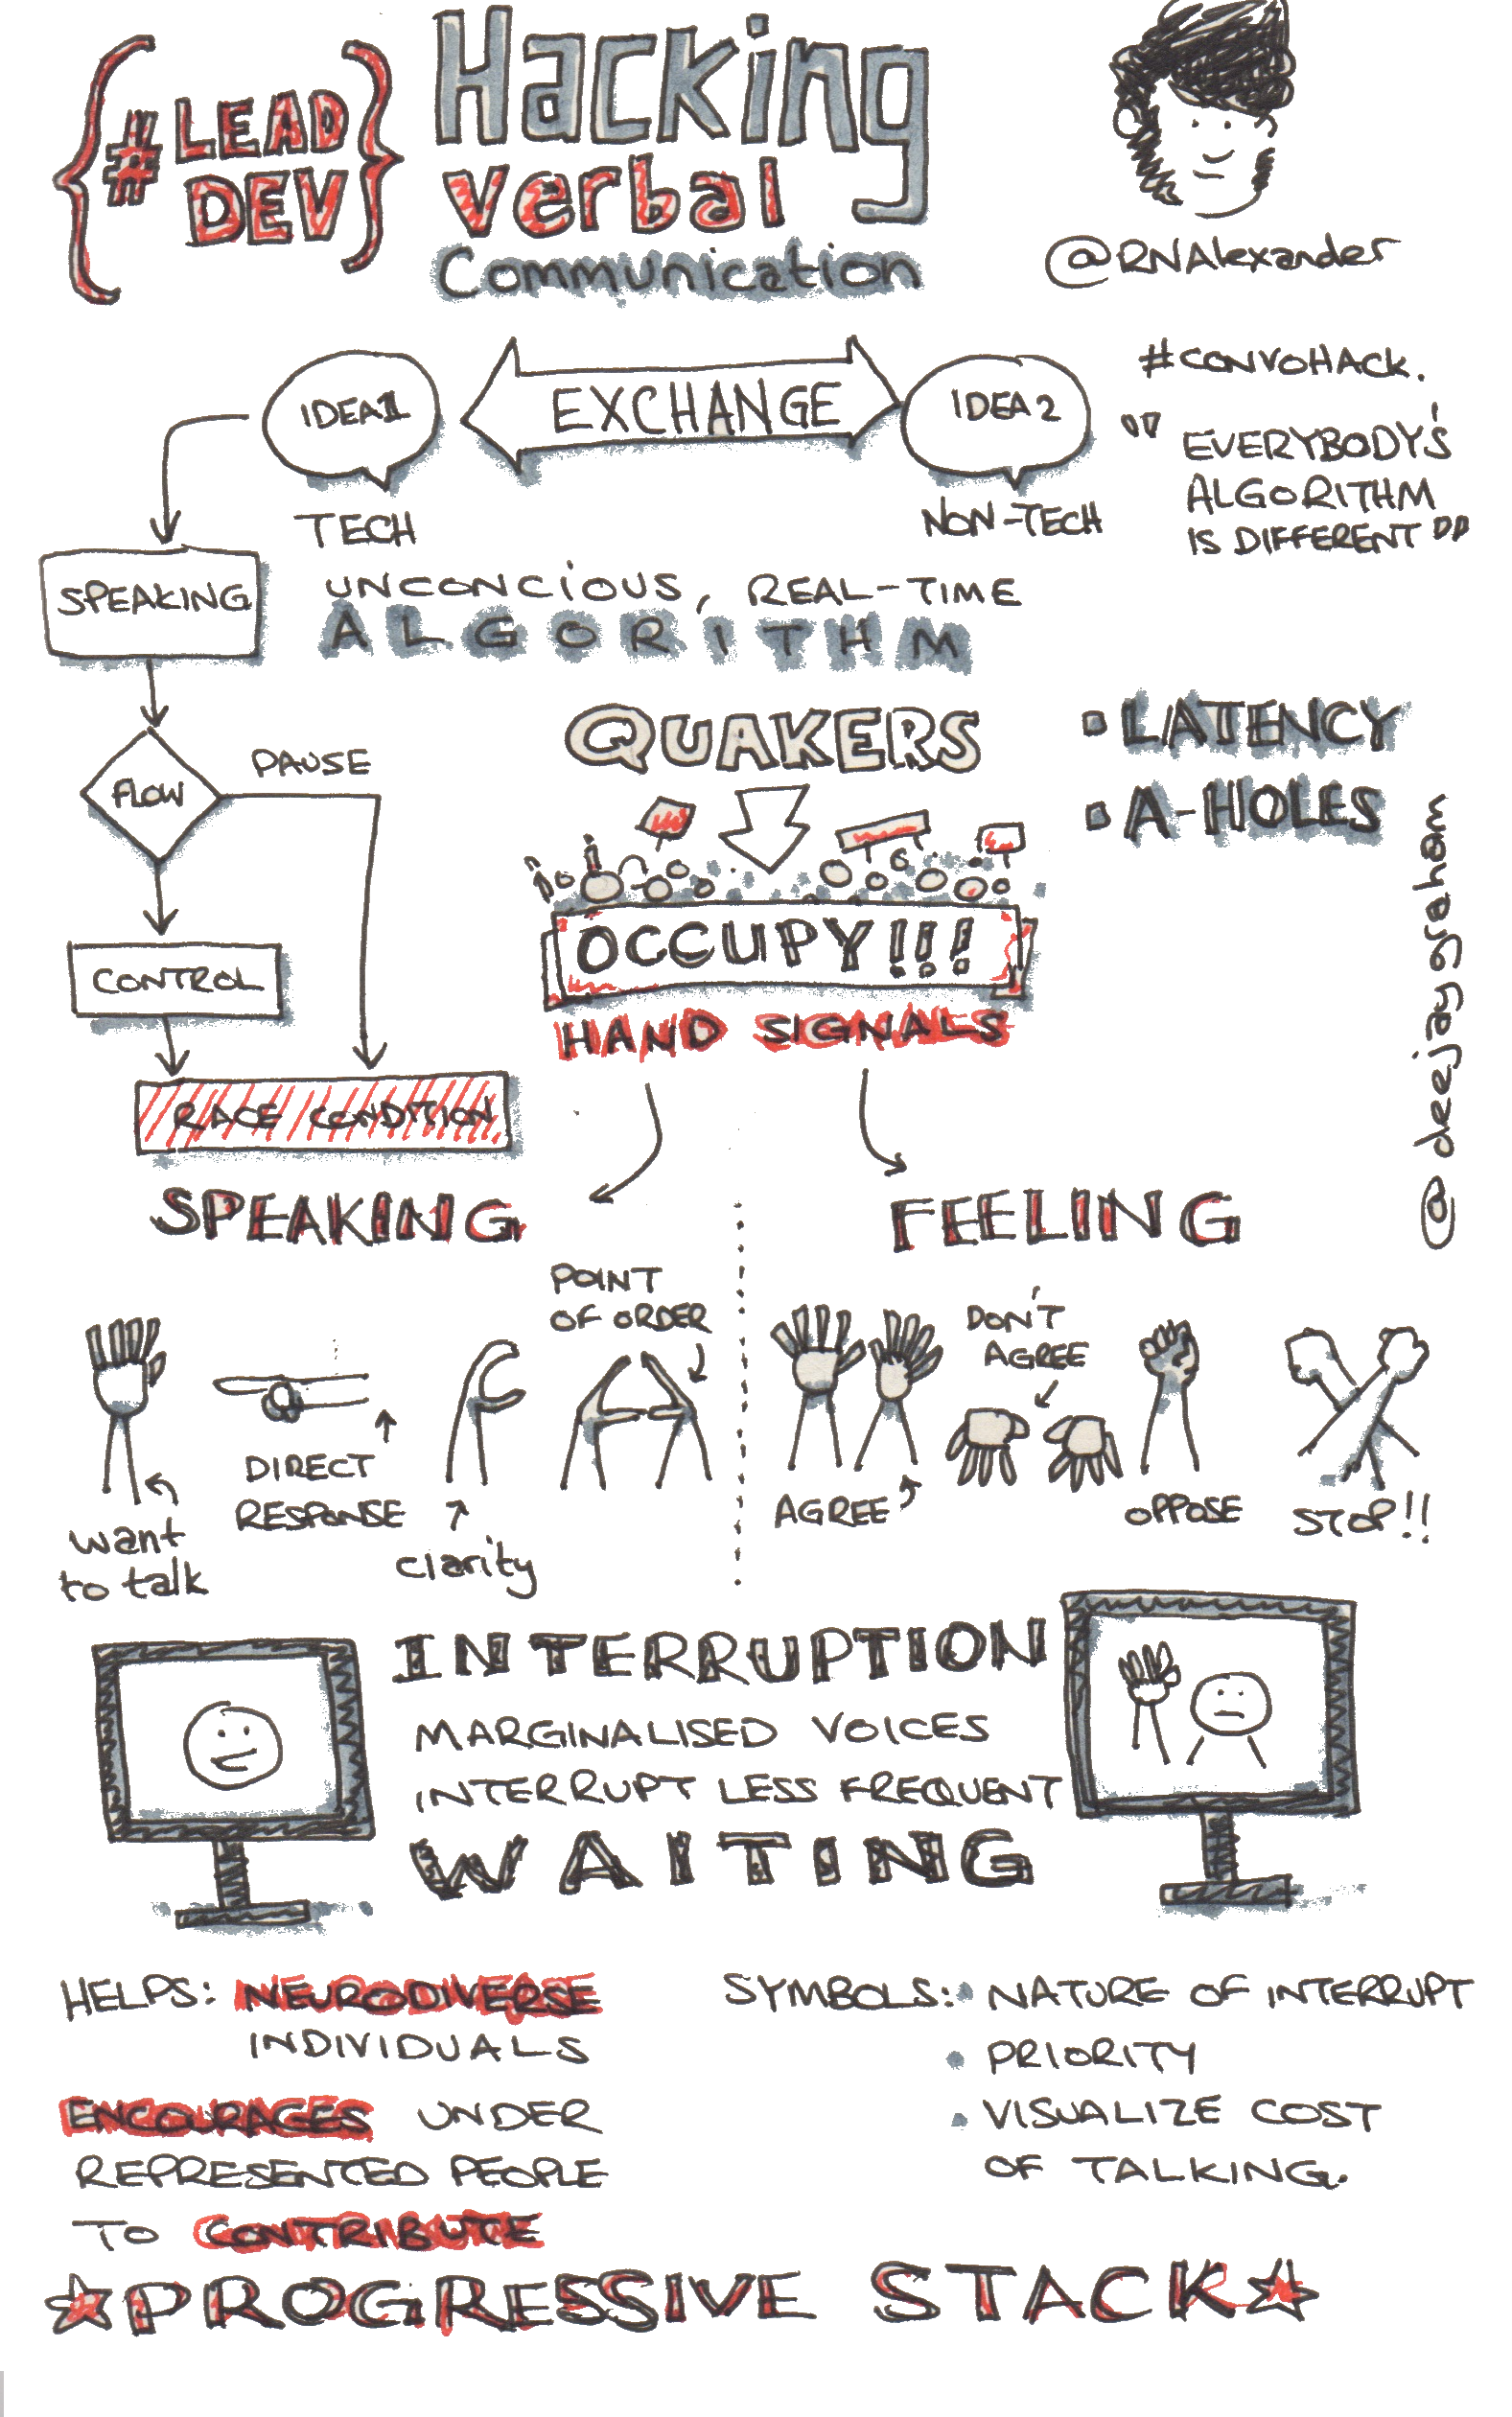 {#LEAD DEV}
Hacking
verbal
Communication
@RNAlexander
IDEA1
EXCHANGE
IDEA 2
TECH
NON-TECH
#CONVOHACK.
"EVERYBODY'S
ALGORITHM
IS DIFFERENT"
SPEAKING
UNCONCIOUS, REAL-TIME
ALGORITHM
FLOW
PAUSE
CONTROL
RACE CONDITION
QUAKERS
OCCUPY!!!
HAND SIGNALS
• LATENCY
• A-HOLES
@deejaygraham
SPEAKING
want
to talk
DIRECT
RESPONSE
clarity
POINT
OF ORDER
FEELING
AGREE
DON'T
AGREE
OPPOSE
STOP!!
INTERRUPTION
MARGINALISED VOICES
INTERRUPT LESS FREQUENT
WAITING
HELPS: NEURODIVERSE
INDIVIDUALS
ENCOURAGES UNDER
REPRESENTED PEOPLE
TO CONTRIBUTE
SYMBOLS: • NATURE OF INTERRUPT
• PRIORITY
• VISUALIZE COST
OF TALKING.
PROGRESSIVE STACK